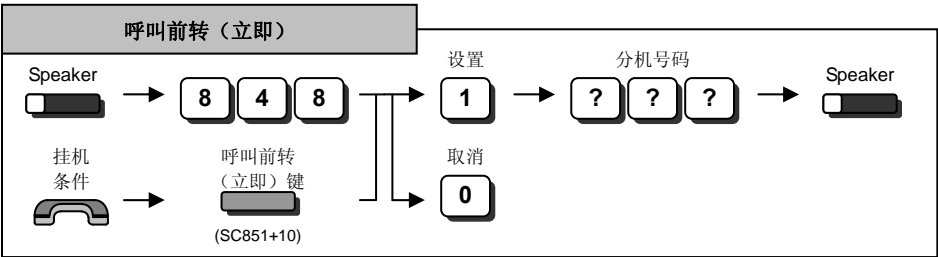 呼叫前转（立即）
Speaker
8 4 8
设置
1
分机号码
? ? ?
Speaker
挂机
条件
呼叫前转
（立即）键
(SC851+10)
取消
0